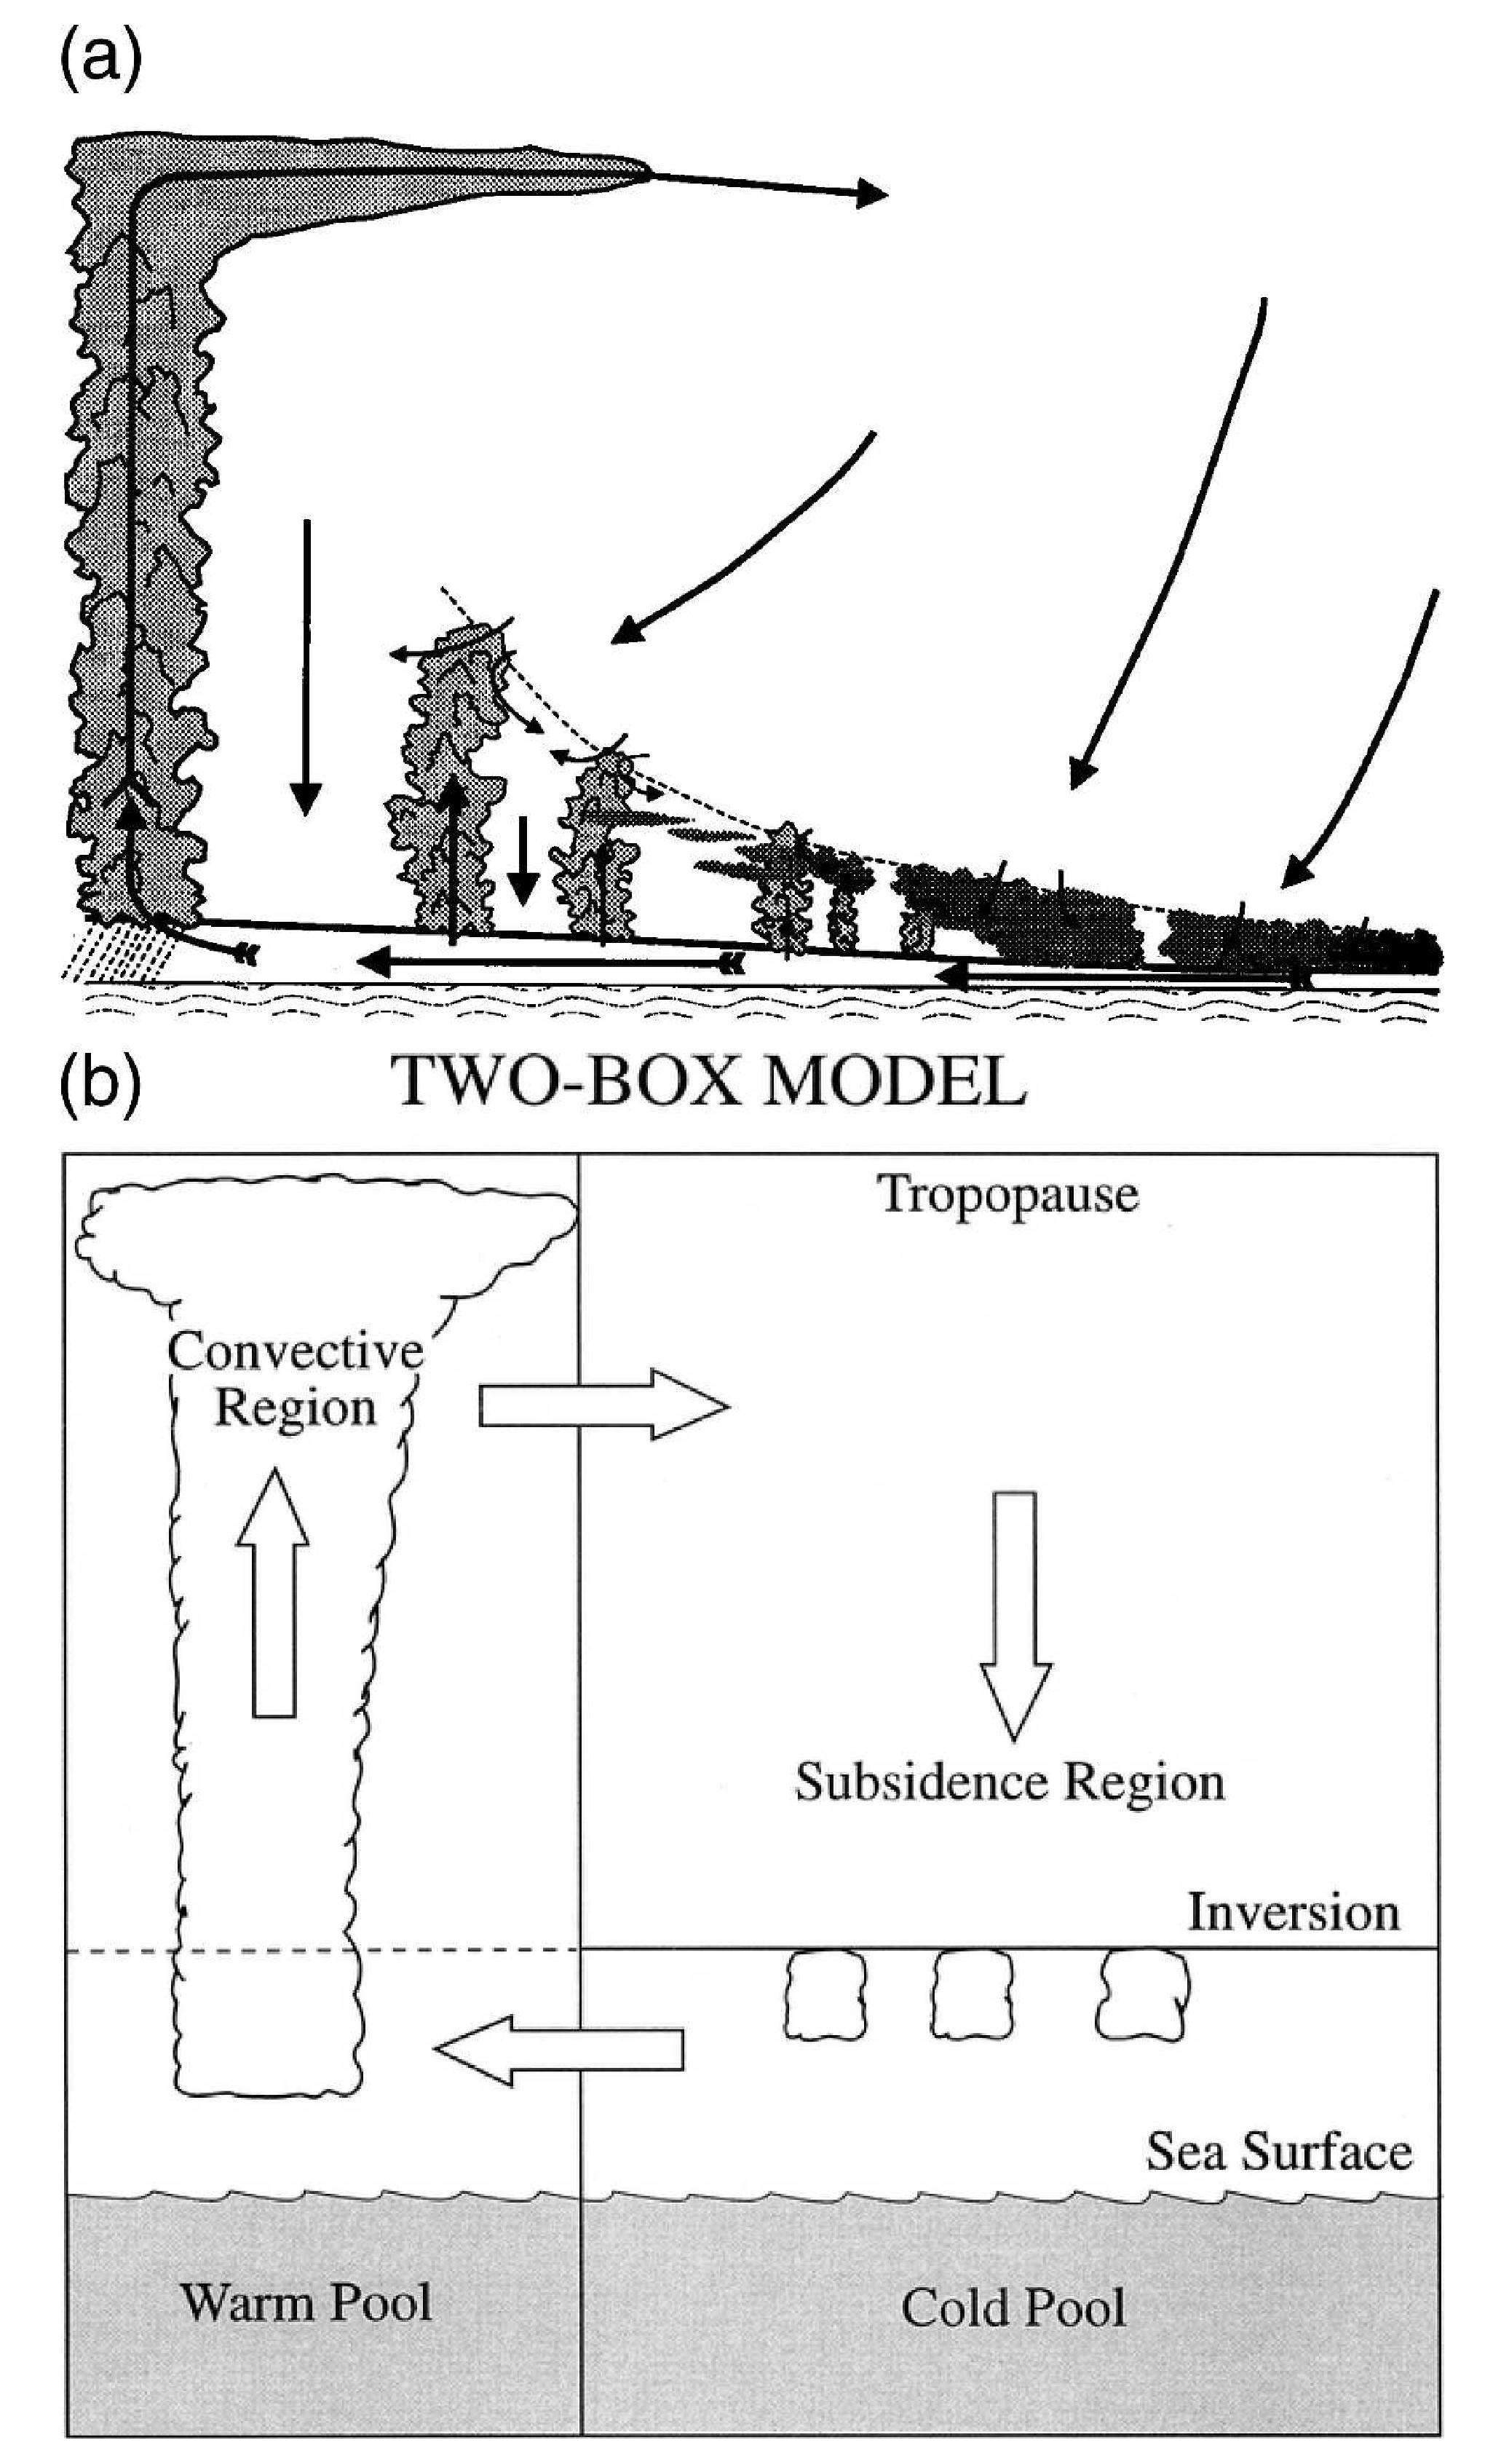 (a)
(b)
TWO-BOX MODEL
Tropopause
Convective
Region
Subsidence Region
Inversion
Sea Surface
Warm Pool
Cold Pool